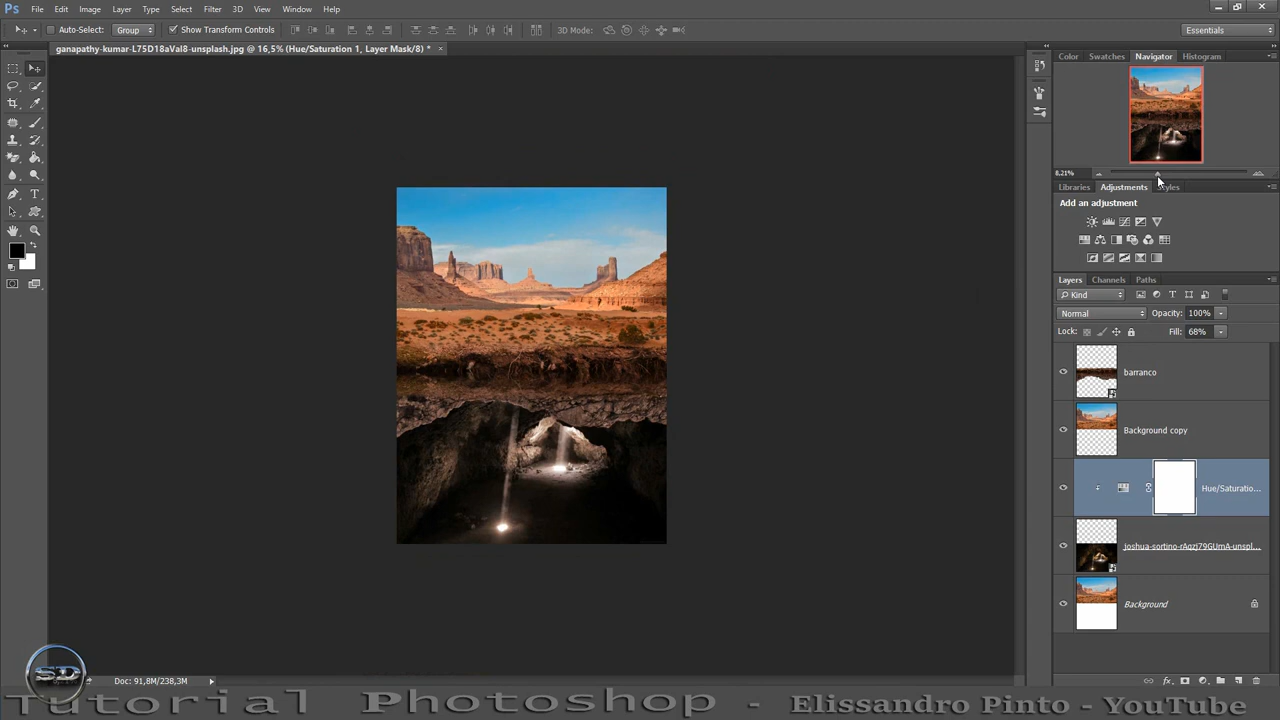 Ps File Edit Image Layer Type Select Filter 3D View Window Help
Auto-Select: Group Show Transform Controls 3D Mode: Essentials
ganapathy-kumar-L75D18aVal8-unsplash.jpg @ 16,5% (Hue/Saturation 1, Layer Mask/8) *
Color Swatches Navigator Histogram
8.21%
Libraries Adjustments Styles
Add an adjustment
Layers Channels Paths
Kind
Normal Opacity: 100%
Lock: Fill: 68%
barranco
Background copy
Hue/Saturatio...
joshua-sortino-rAqzj79GUmA-unspl...
Background
Doc: 91,8M/238,3M
SD
Tutorial Photoshop - Elissandro Pinto - YouTube